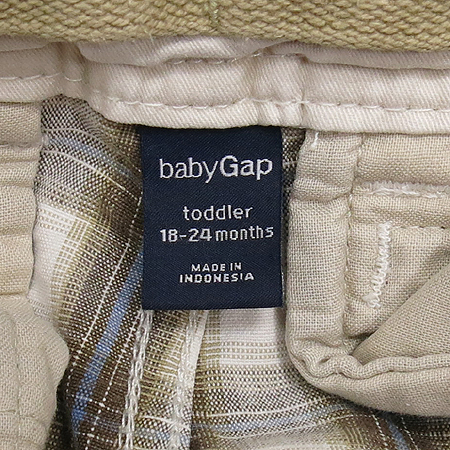 babyGap
toddler
18-24 months
MADE IN
INDONESIA